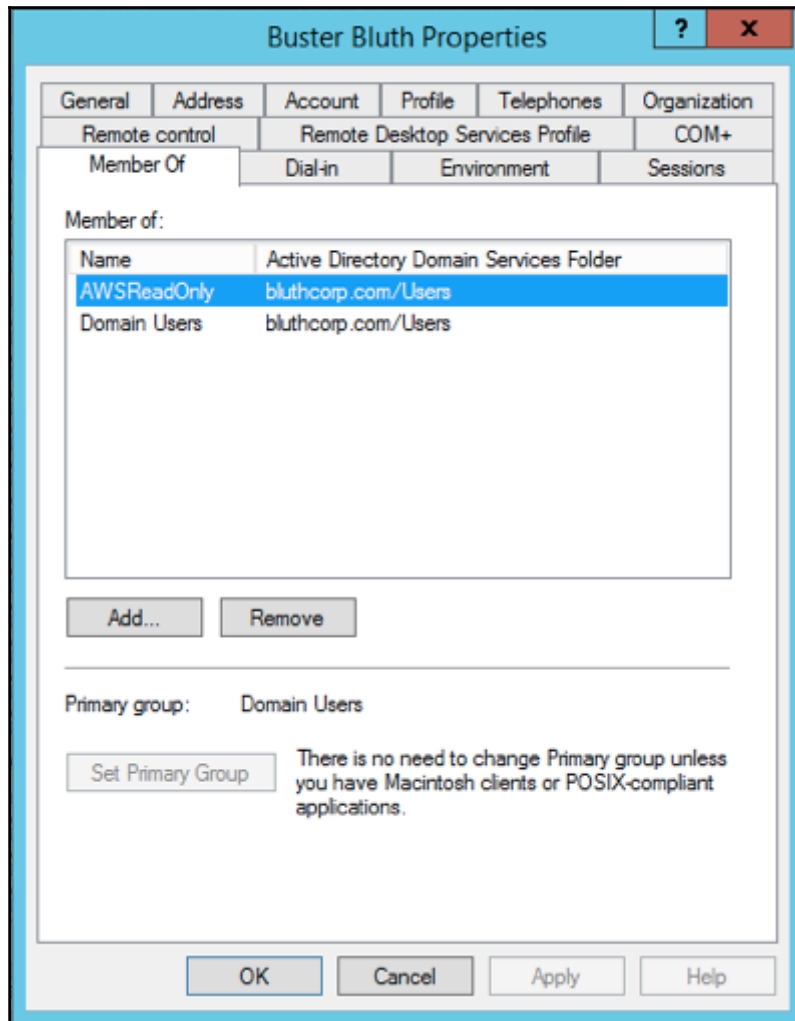 Buster Bluth Properties
?
x
General Address Account Profile Telephones Organization
Remote control Remote Desktop Services Profile COM+
Member Of Dial-in Environment Sessions
Member of:
Name Active Directory Domain Services Folder
AWSReadOnly bluthcorp.com/Users
Domain Users bluthcorp.com/Users
Add... Remove
Primary group: Domain Users
Set Primary Group
There is no need to change Primary group unless
you have Macintosh clients or POSIX-compliant
applications.
OK Cancel Apply Help